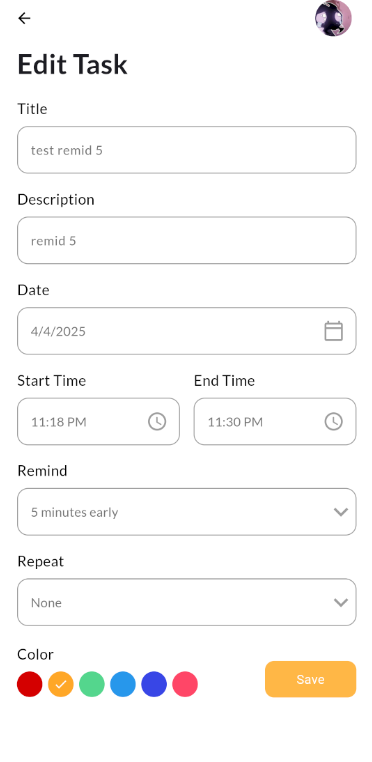 Edit Task
Title
test remid 5
Description
remid 5
Date
4/4/2025
Start Time
End Time
11:18 PM
11:30 PM
Remind
5 minutes early
Repeat
None
Color
Save